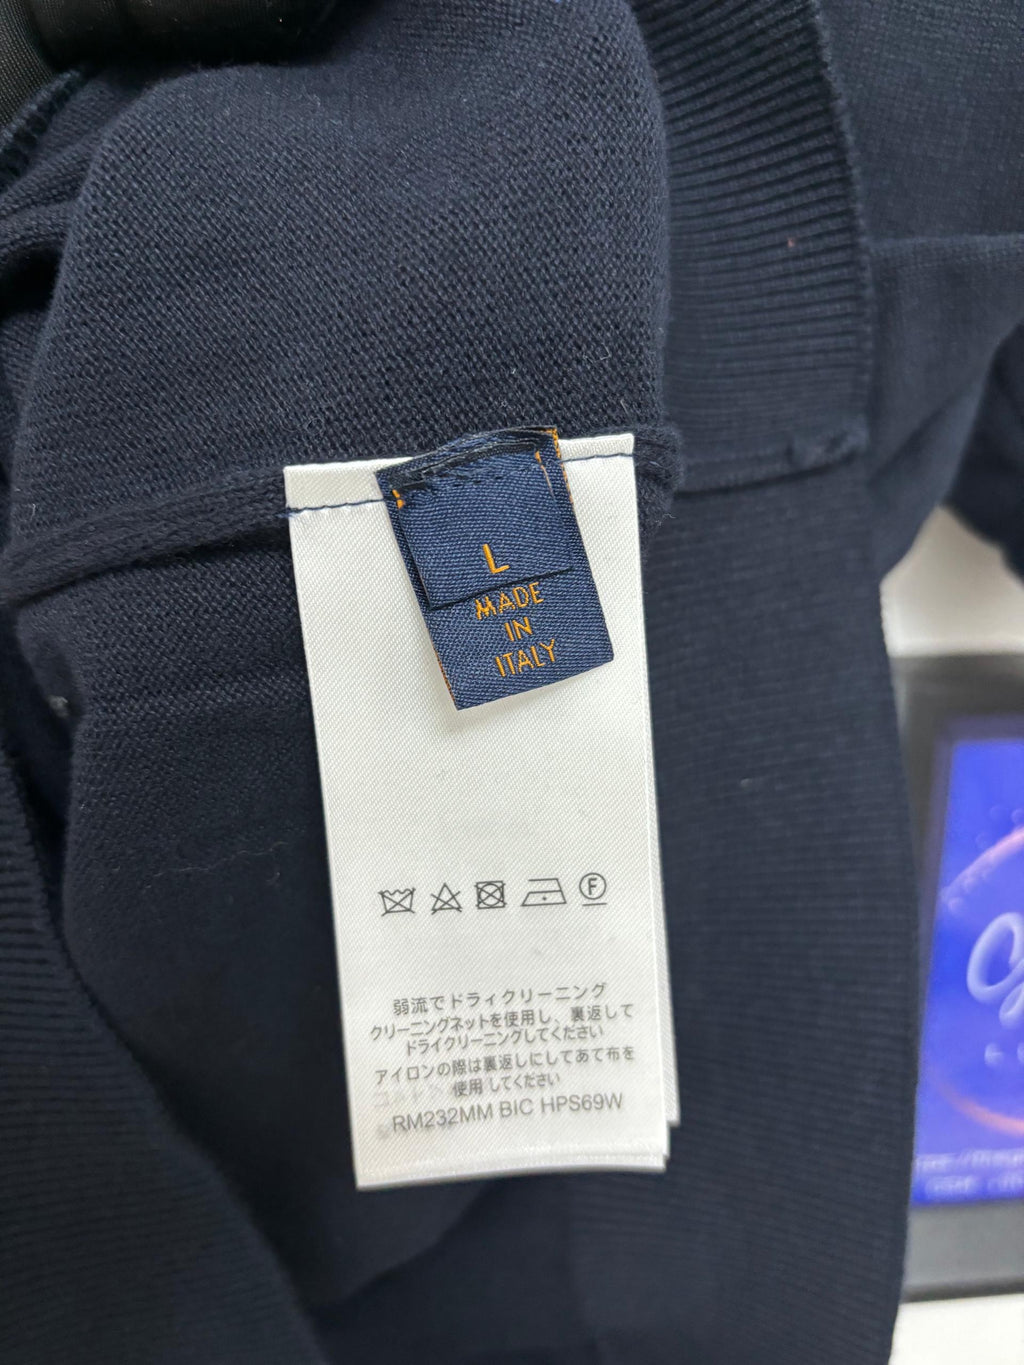 L
MADE
IN
ITALY
F
弱流でドライクリーニング
クリーニングネットを使用し、裏返して
ドライクリーニングしてください
アイロンの際は裏返しにしてあて布を
使用してください
RM232MM BIC HPS69W